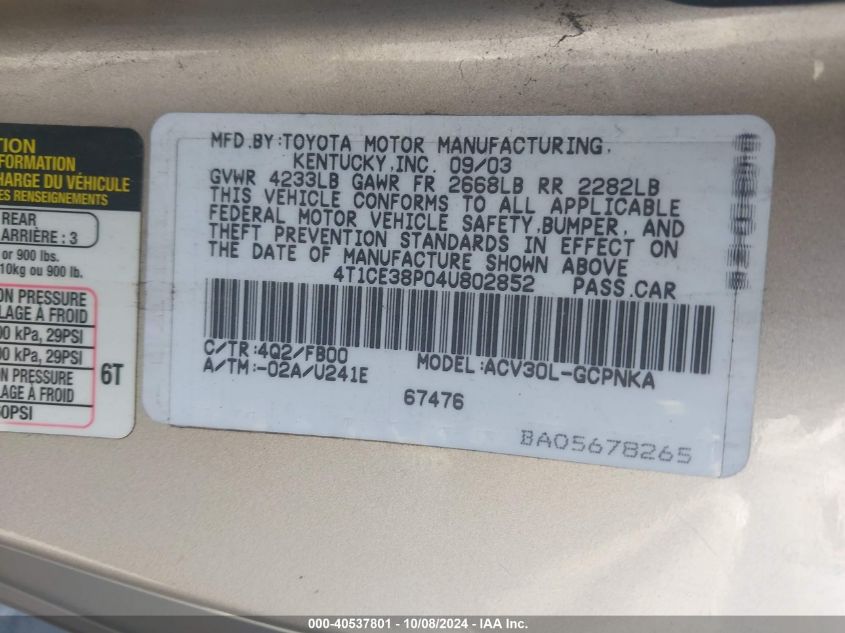 TION
FORMATION
HARGE DU VÉHICULE
ES RENSEIGNEMENTS
REAR
ARRIÈRE : 3
or 900 lbs.
10kg ou 900 lb.
ON PRESSURE
LAGE À FROID
00 kPa, 29PSI
00 kPa, 29PSI
ON PRESSURE
LAGE À FROID
60PSI
6T
MFD.BY:TOYOTA MOTOR MANUFACTURING,
KENTUCKY,INC. 09/03
GVWR 4233LB GAWR FR 2668LB RR 2282LB
THIS VEHICLE CONFORMS TO ALL APPLICABLE
FEDERAL MOTOR VEHICLE SAFETY,BUMPER, AND
THEFT PREVENTION STANDARDS IN EFFECT ON
THE DATE OF MANUFACTURE SHOWN ABOVE
4T1CE38P04U802852 PASS.CAR
C/TR:4Q2/FB00 MODEL:ACV30L-GCPNKA
A/TM:-02A/U241E
67476
BA05678265
000-40537801 - 10/08/2024 - IAAI.COM